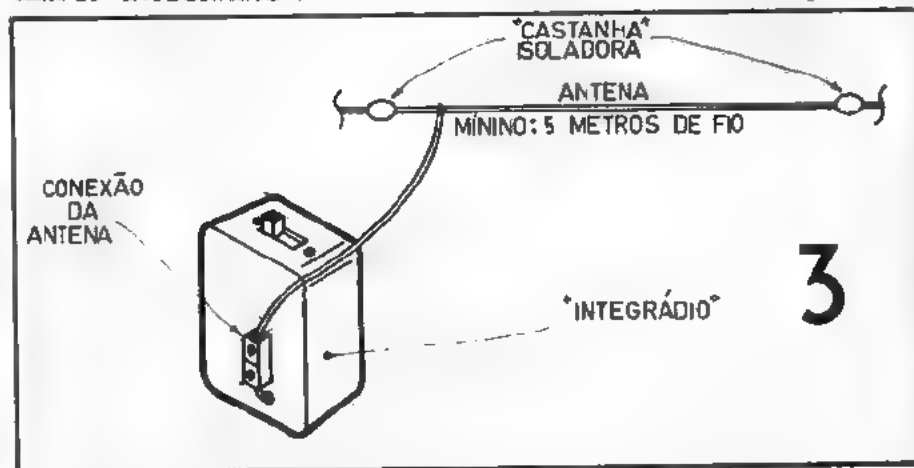 "CASTANHA"
ISOLADORA
ANTENA
MÍNINO: 5 METROS DE FIO
CONEXÃO
DA
ANTENA
"INTEGRÁDIO"
3